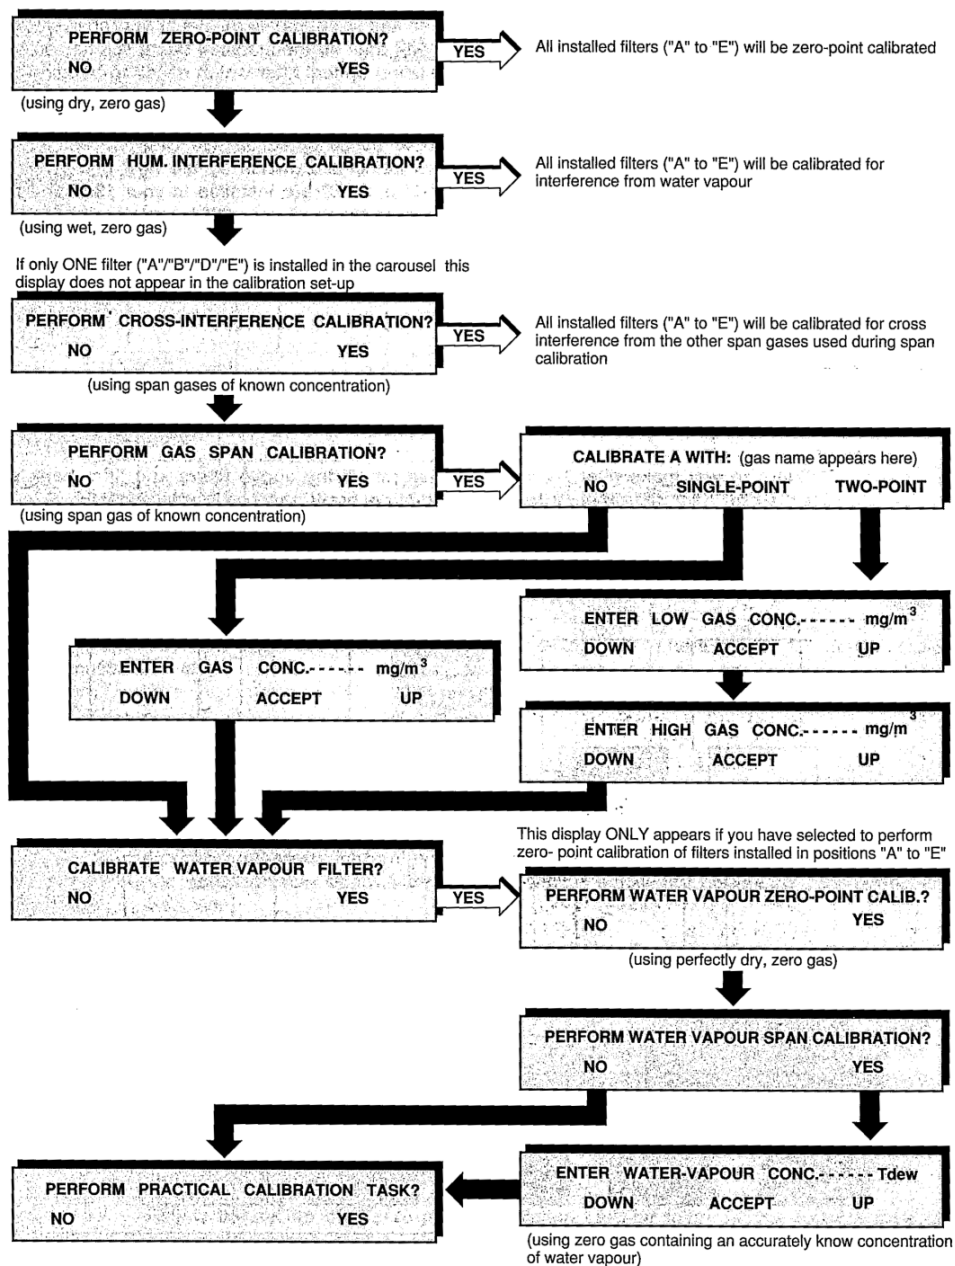 PERFORM ZERO-POINT CALIBRATION?
NO YES
YES
All installed filters ("A" to "E") will be zero-point calibrated
(using dry, zero gas)
PERFORM HUM. INTERFERENCE CALIBRATION?
NO YES
YES
All installed filters ("A" to "E") will be calibrated for
interference from water vapour
(using wet, zero gas)
If only ONE filter ("A"/"B"/"D"/"E") is installed in the carousel this
display does not appear in the calibration set-up
PERFORM CROSS-INTERFERENCE CALIBRATION?
NO YES
YES
All installed filters ("A" to "E") will be calibrated for cross
interference from the other span gases used during span
calibration
(using span gases of known concentration)
PERFORM GAS SPAN CALIBRATION?
NO YES
YES
(using span gas of known concentration)
CALIBRATE A WITH: (gas name appears here)
NO SINGLE-POINT TWO-POINT
ENTER LOW GAS CONC.------ mg/m³
DOWN ACCEPT UP
ENTER GAS CONC.------ mg/m³
DOWN ACCEPT UP
ENTER HIGH GAS CONC.------ mg/m³
DOWN ACCEPT UP
CALIBRATE WATER VAPOUR FILTER?
NO YES
YES
This display ONLY appears if you have selected to perform
zero- point calibration of filters installed in positions "A" to "E"
PERFORM WATER VAPOUR ZERO-POINT CALIB.?
NO YES
(using perfectly dry, zero gas)
PERFORM WATER VAPOUR SPAN CALIBRATION?
NO YES
PERFORM PRACTICAL CALIBRATION TASK?
NO YES
ENTER WATER-VAPOUR CONC.------ Tdew
DOWN ACCEPT UP
(using zero gas containing an accurately know concentration
of water vapour)